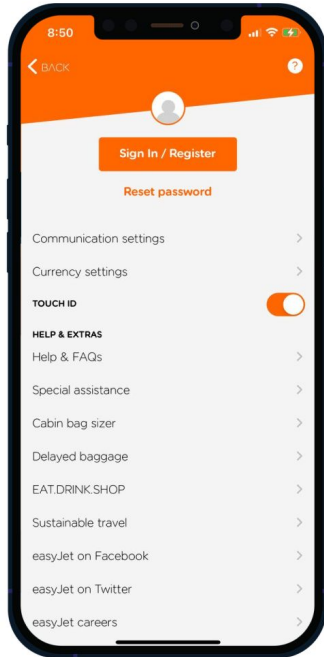 8:50
BACK
?
Sign In / Register
Reset password
Communication settings
Currency settings
TOUCH ID
HELP & EXTRAS
Help & FAQs
Special assistance
Cabin bag sizer
Delayed baggage
EAT.DRINK.SHOP
Sustainable travel
easyJet on Facebook
easyJet on Twitter
easyJet careers